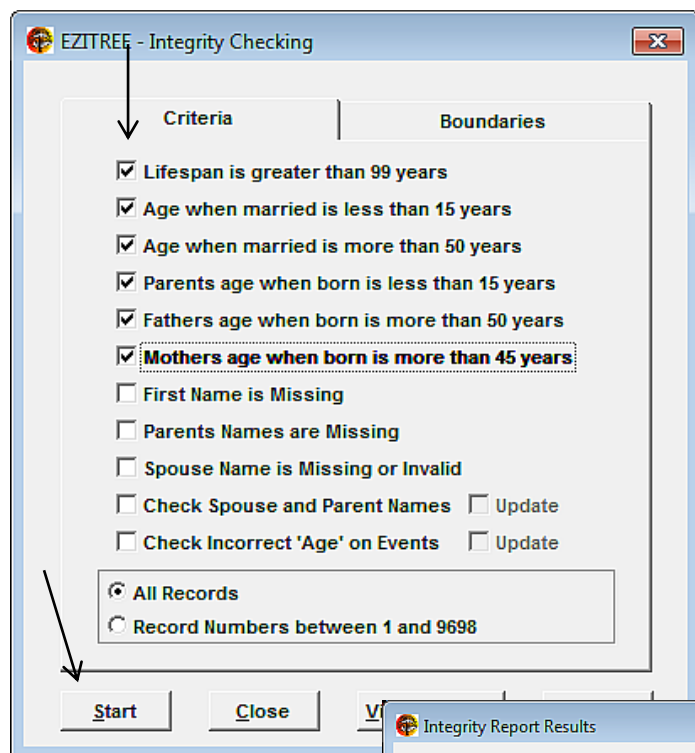 EZITREE - Integrity Checking
Criteria Boundaries
Lifespan is greater than 99 years
Age when married is less than 15 years
Age when married is more than 50 years
Parents age when born is less than 15 years
Fathers age when born is more than 50 years
Mothers age when born is more than 45 years
First Name is Missing
Parents Names are Missing
Spouse Name is Missing or Invalid
Check Spouse and Parent Names Update
Check Incorrect 'Age' on Events Update
All Records
Record Numbers between 1 and 9698
Start Close
Integrity Report Results